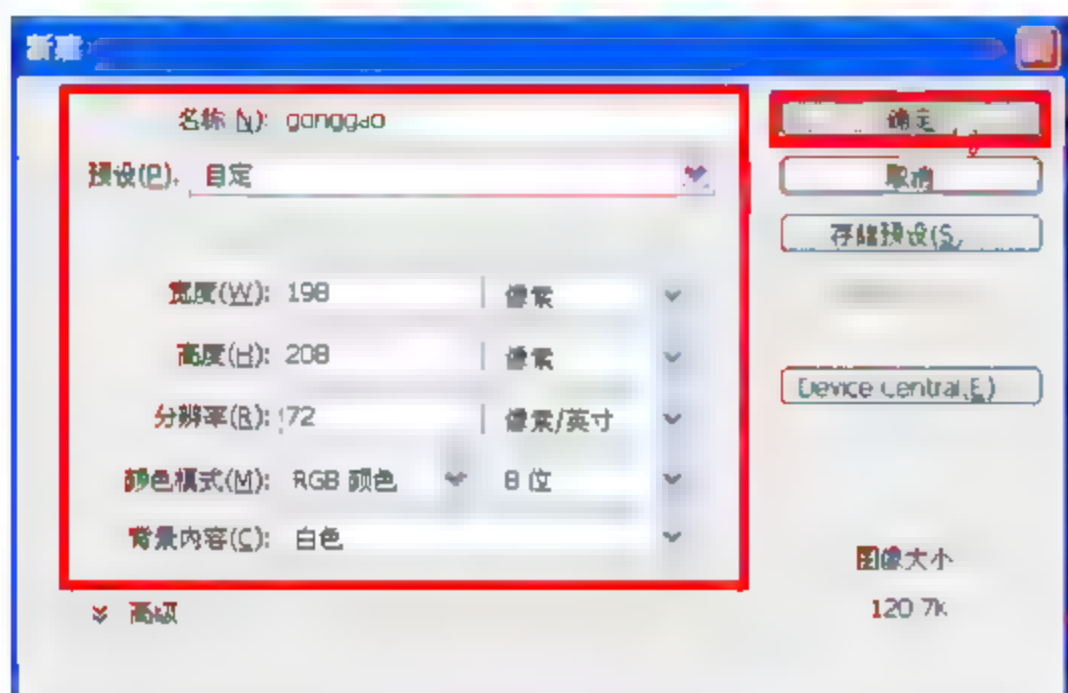 新建
名称(N): gonggao
确定
预设(P): 自定
取消
存储预设(S)
宽度(W): 198 像素
高度(H): 208 像素
Device Central(E)
分辨率(R): 72 像素/英寸
颜色模式(M): RGB 颜色 8 位
背景内容(C): 白色
图像大小
高级
120.7K